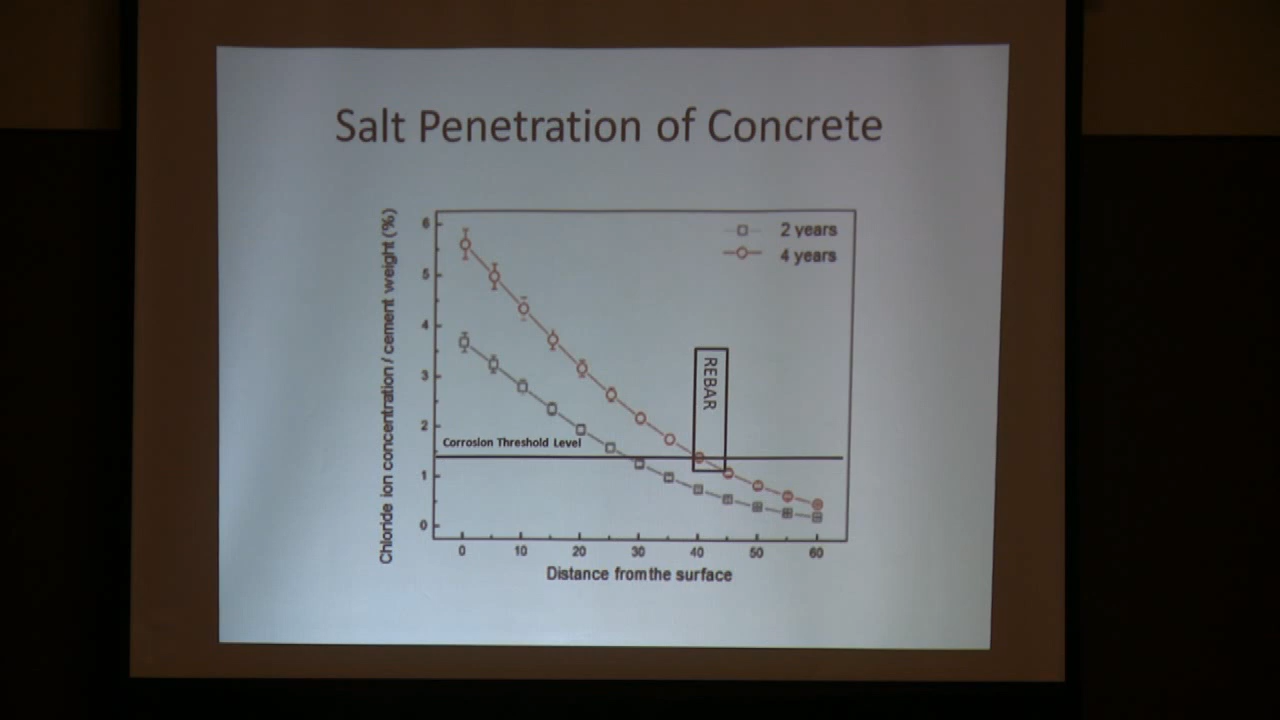 Salt Penetration of Concrete
Chloride ion concentration / cement weight (%)
6
5
4
3
2
1
0
2 years
4 years
REBAR
Corrosion Threshold Level
0 10 20 30 40 50 60
Distance from the surface